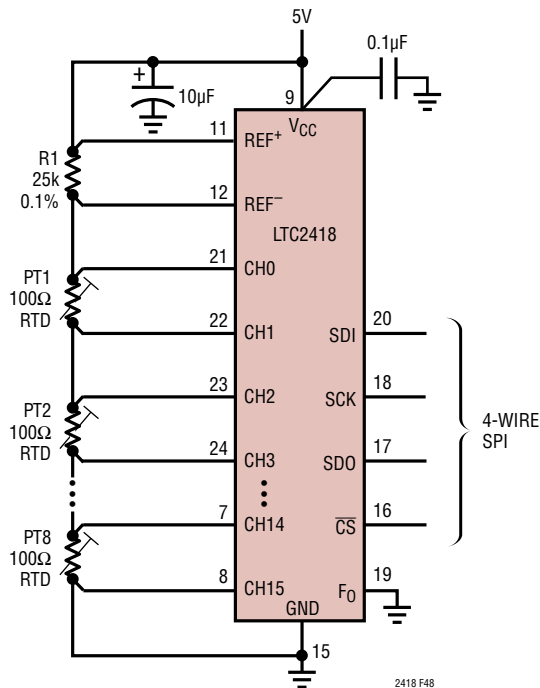 5V
0.1µF
+
10µF
9
VCC
11
REF+
R1
25k
0.1%
12
REF−
LTC2418
21
CH0
PT1
100Ω
RTD
22
CH1
20
SDI
23
CH2
18
SCK
PT2
100Ω
RTD
4-WIRE
SPI
24
CH3
17
SDO
7
CH14
16
CS
PT8
100Ω
RTD
8
CH15
19
FO
GND
15
2418 F48